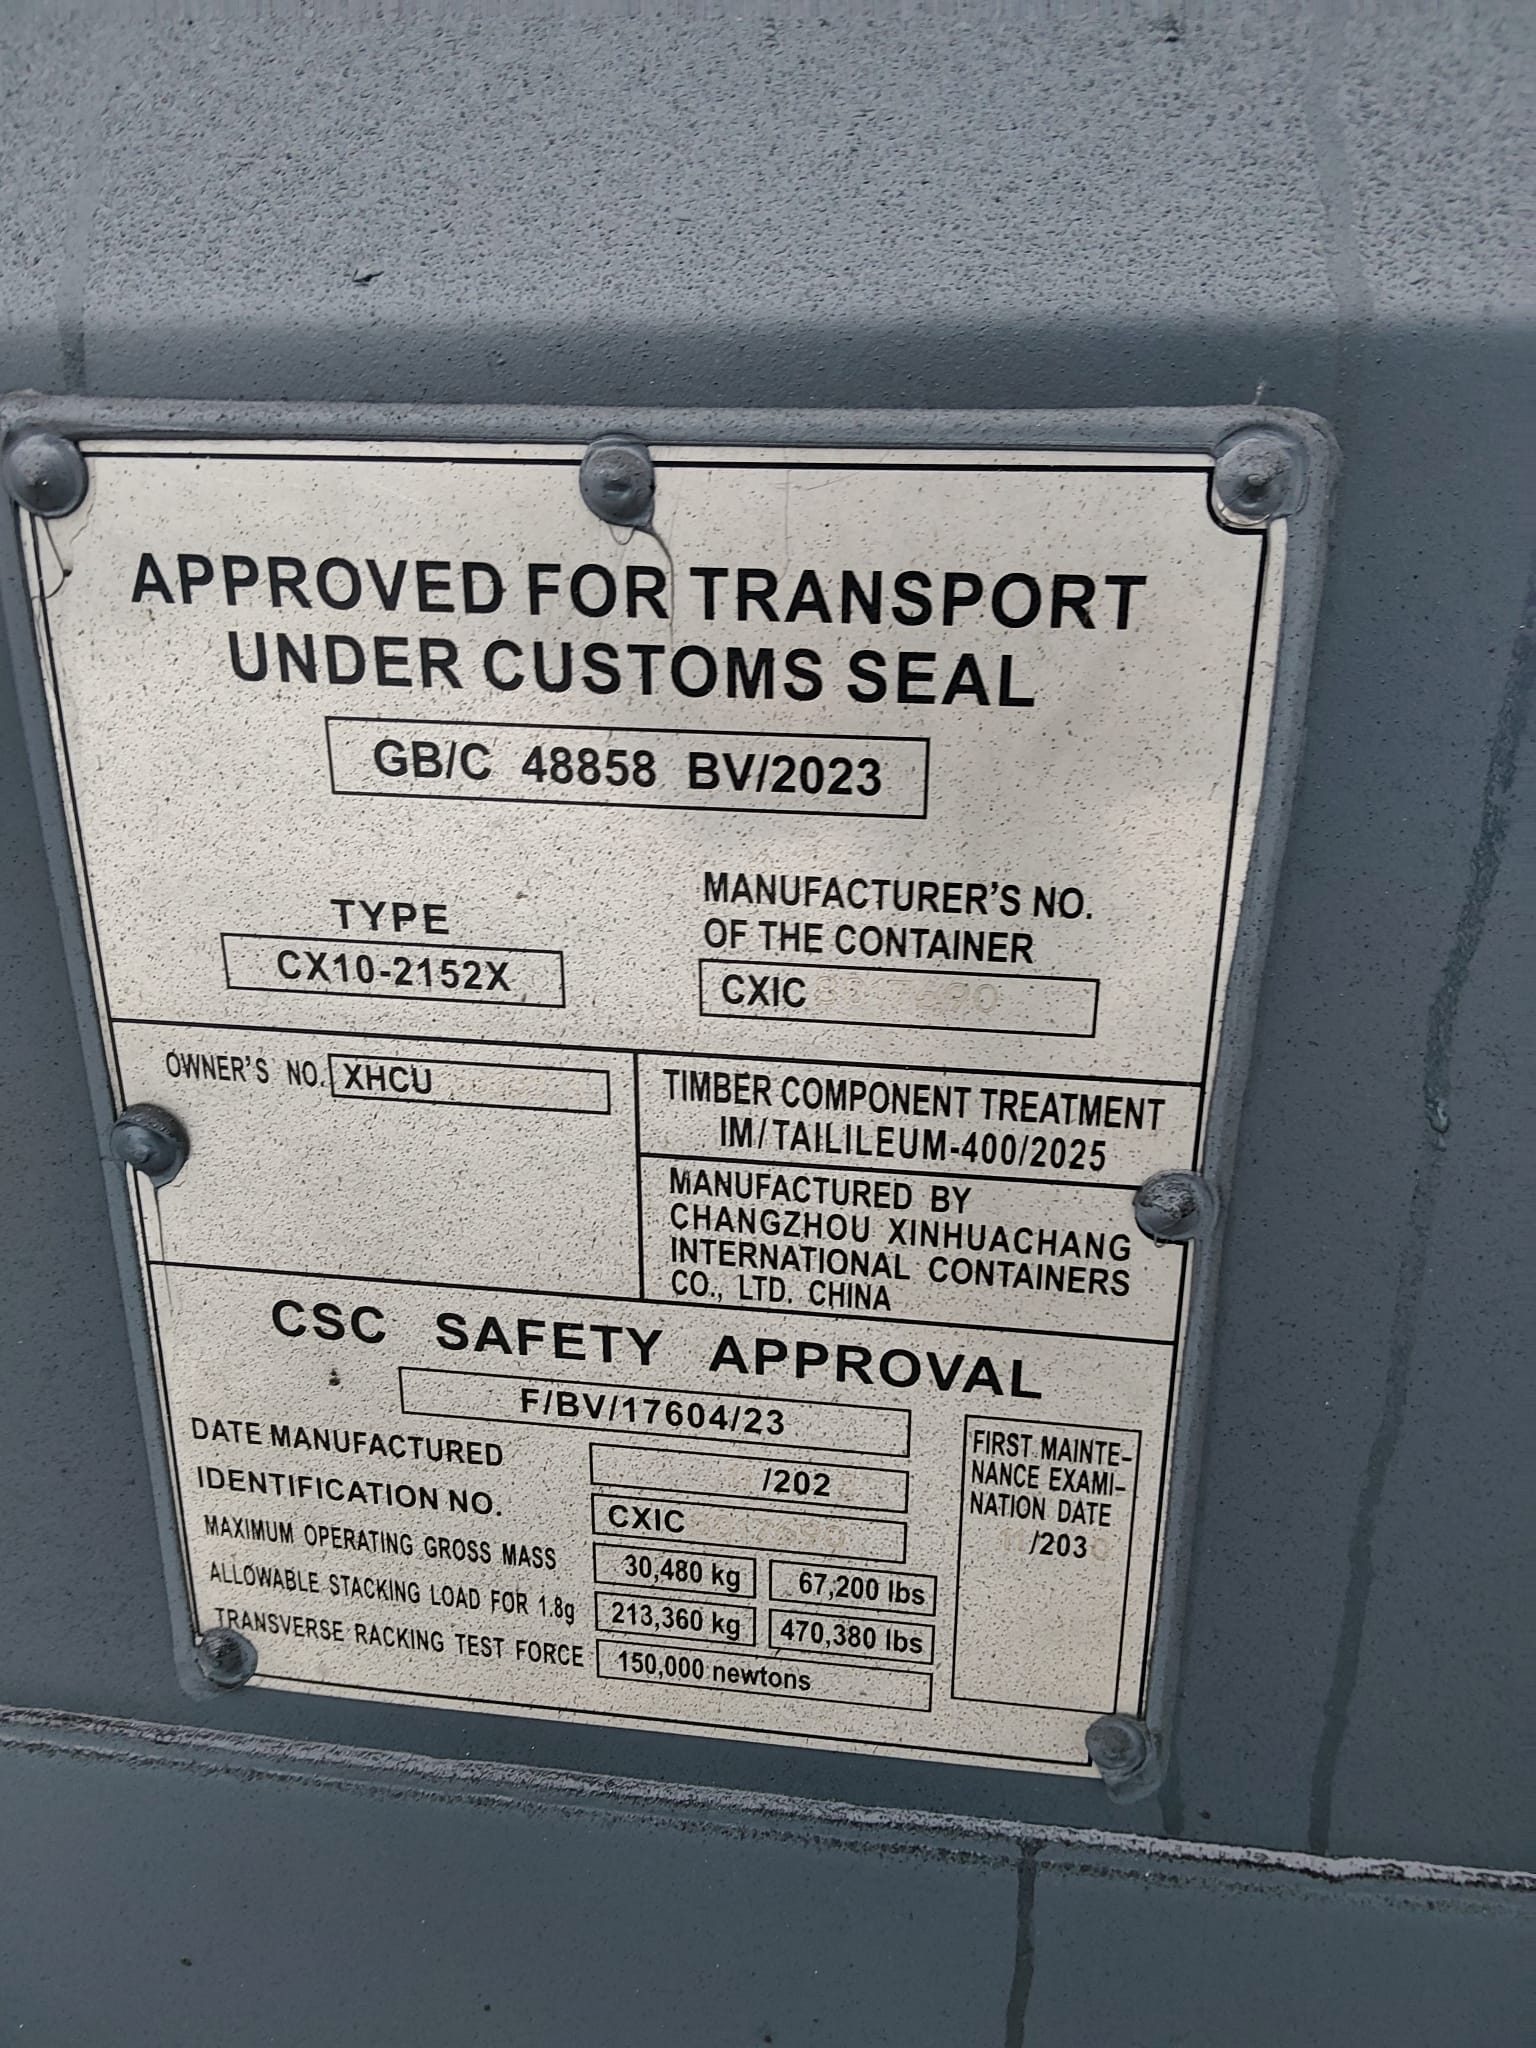 APPROVED FOR TRANSPORT
UNDER CUSTOMS SEAL
GB/C 48858 BV/2023
TYPE
CX10-2152X
MANUFACTURER'S NO.
OF THE CONTAINER
CXIC
OWNER'S NO. XHCU
TIMBER COMPONENT TREATMENT
IM/TAILILEUM-400/2025
MANUFACTURED BY
CHANGZHOU XINHUACHANG
INTERNATIONAL CONTAINERS
CO., LTD. CHINA
CSC SAFETY APPROVAL
F/BV/17604/23
DATE MANUFACTURED /202
IDENTIFICATION NO. CXIC
MAXIMUM OPERATING GROSS MASS 30,480 kg 67,200 lbs
ALLOWABLE STACKING LOAD FOR 1.8g 213,360 kg 470,380 lbs
TRANSVERSE RACKING TEST FORCE 150,000 newtons
FIRST MAINTE-
NANCE EXAMI-
NATION DATE
/2030